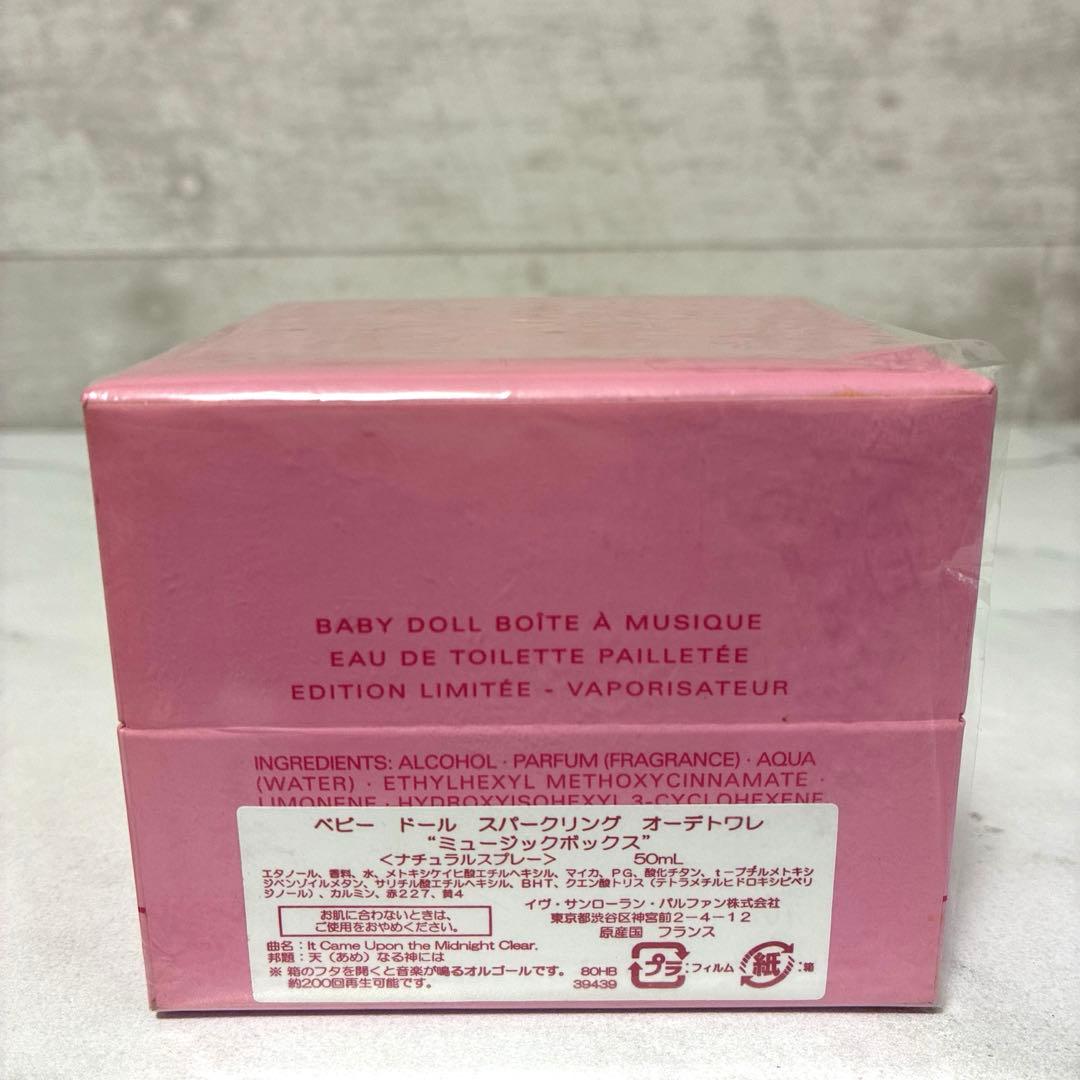 BABY DOLL BOÎTE À MUSIQUE
EAU DE TOILETTE PAILLETÉE
EDITION LIMITÉE - VAPORISATEUR
INGREDIENTS: ALCOHOL · PARFUM (FRAGRANCE) · AQUA
(WATER) · ETHYLHEXYL METHOXYCINNAMATE ·
LIMONENE · HYDROXYISOHEXYL 3-CYCLOHEXENE
ベビー ドール スパークリング オーデトワレ
“ミュージックボックス”
＜ナチュラルスプレー＞ 50mL
エタノール、香料、水、メトキシケイヒ酸エチルヘキシル、マイカ、PG、酸化チタン、t－ブチルメトキシ
ジベンゾイルメタン、サリチル酸エチルヘキシル、BHT、クエン酸トリス（テトラメチルヒドロキシピペリ
ジノール）、カルミン、赤227、黄4
お肌に合わないときは、
ご使用をおやめください。
イヴ・サンローラン・パルファン株式会社
東京都渋谷区神宮前2－4－12
原産国 フランス
曲名：It Came Upon the Midnight Clear.
邦題：天（あめ）なる神には
※ 箱のフタを開くと音楽が鳴るオルゴールです。
約200回再生可能です。
80HB
39439
プラ：フィルム 紙：箱